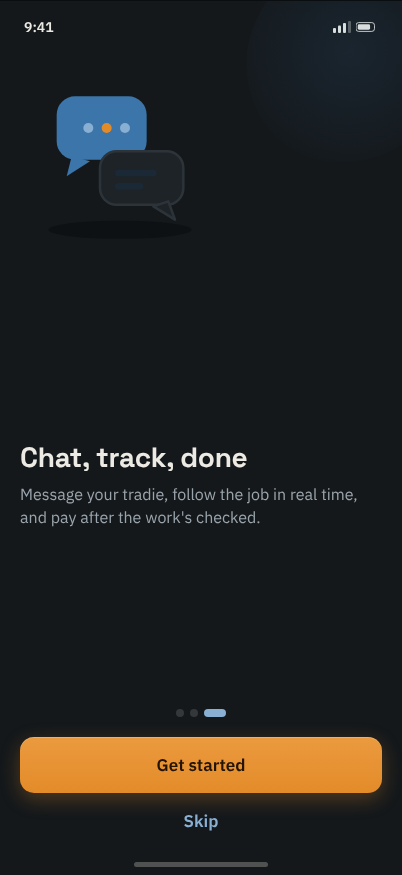 9:41
Chat, track, done
Message your tradie, follow the job in real time,
and pay after the work's checked.
Get started
Skip